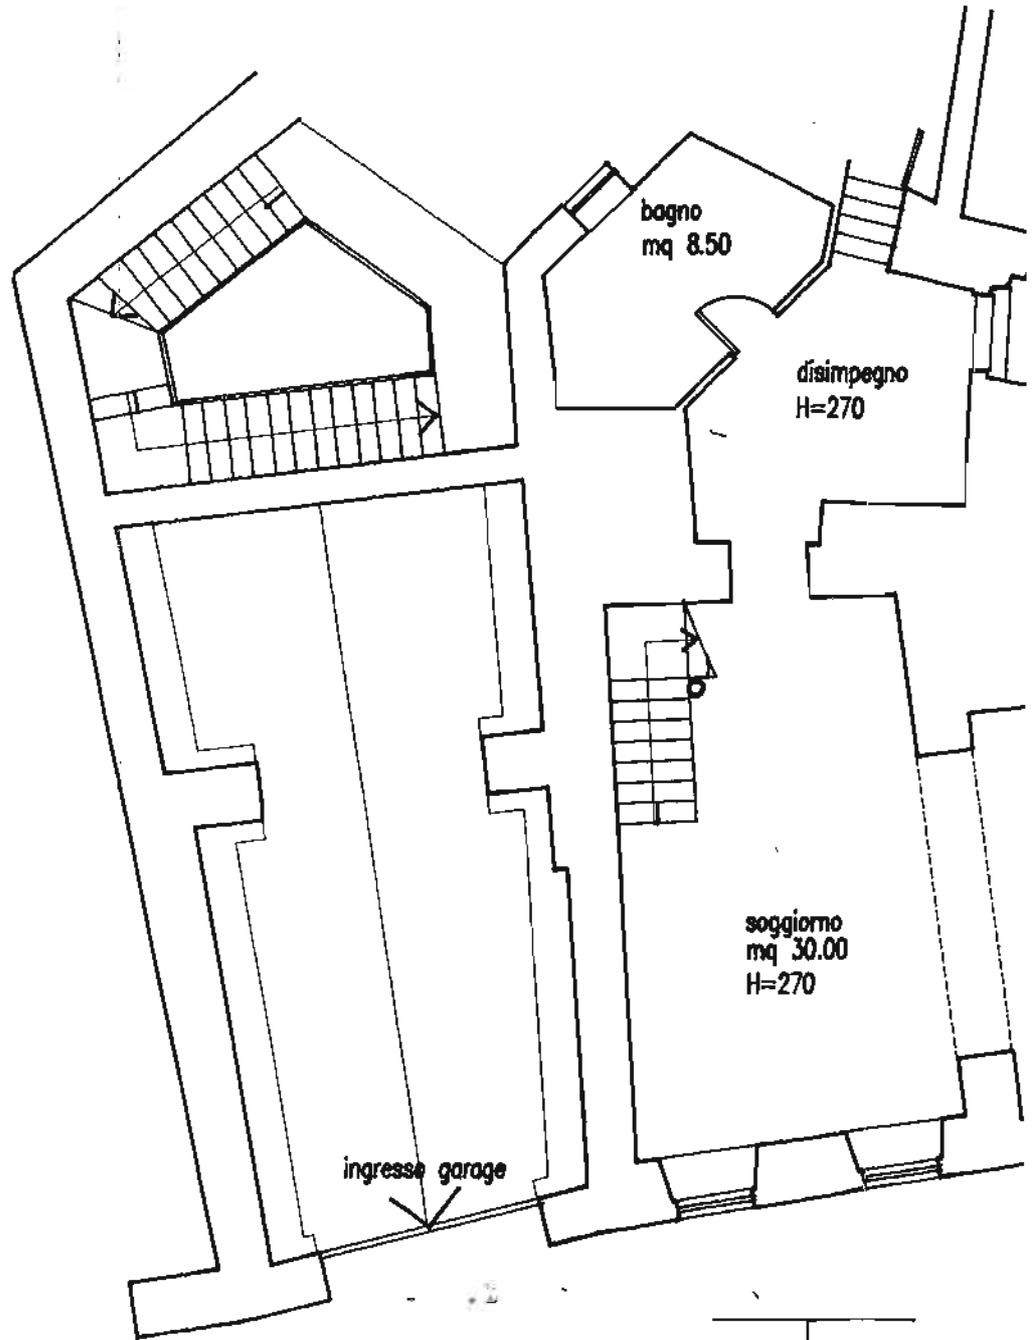 bagno
mq 8.50
disimpegno
H=270
soggiorno
mq 30.00
H=270
ingresso garage